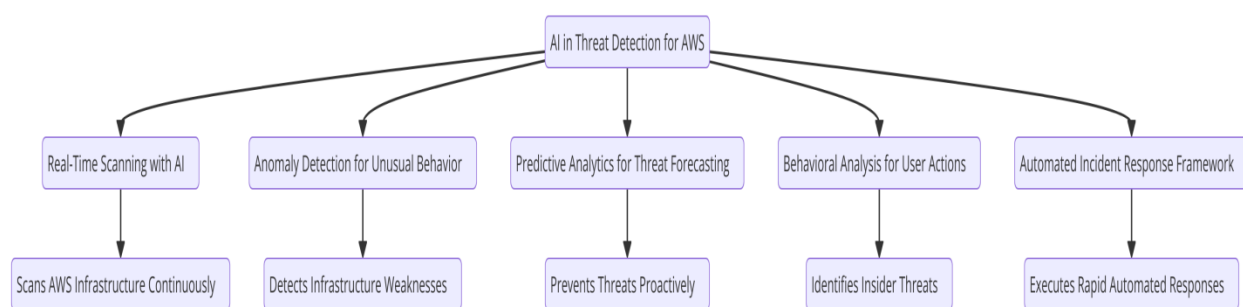 AI in Threat Detection for AWS
Real-Time Scanning with AI
Anomaly Detection for Unusual Behavior
Predictive Analytics for Threat Forecasting
Behavioral Analysis for User Actions
Automated Incident Response Framework
Scans AWS Infrastructure Continuously
Detects Infrastructure Weaknesses
Prevents Threats Proactively
Identifies Insider Threats
Executes Rapid Automated Responses